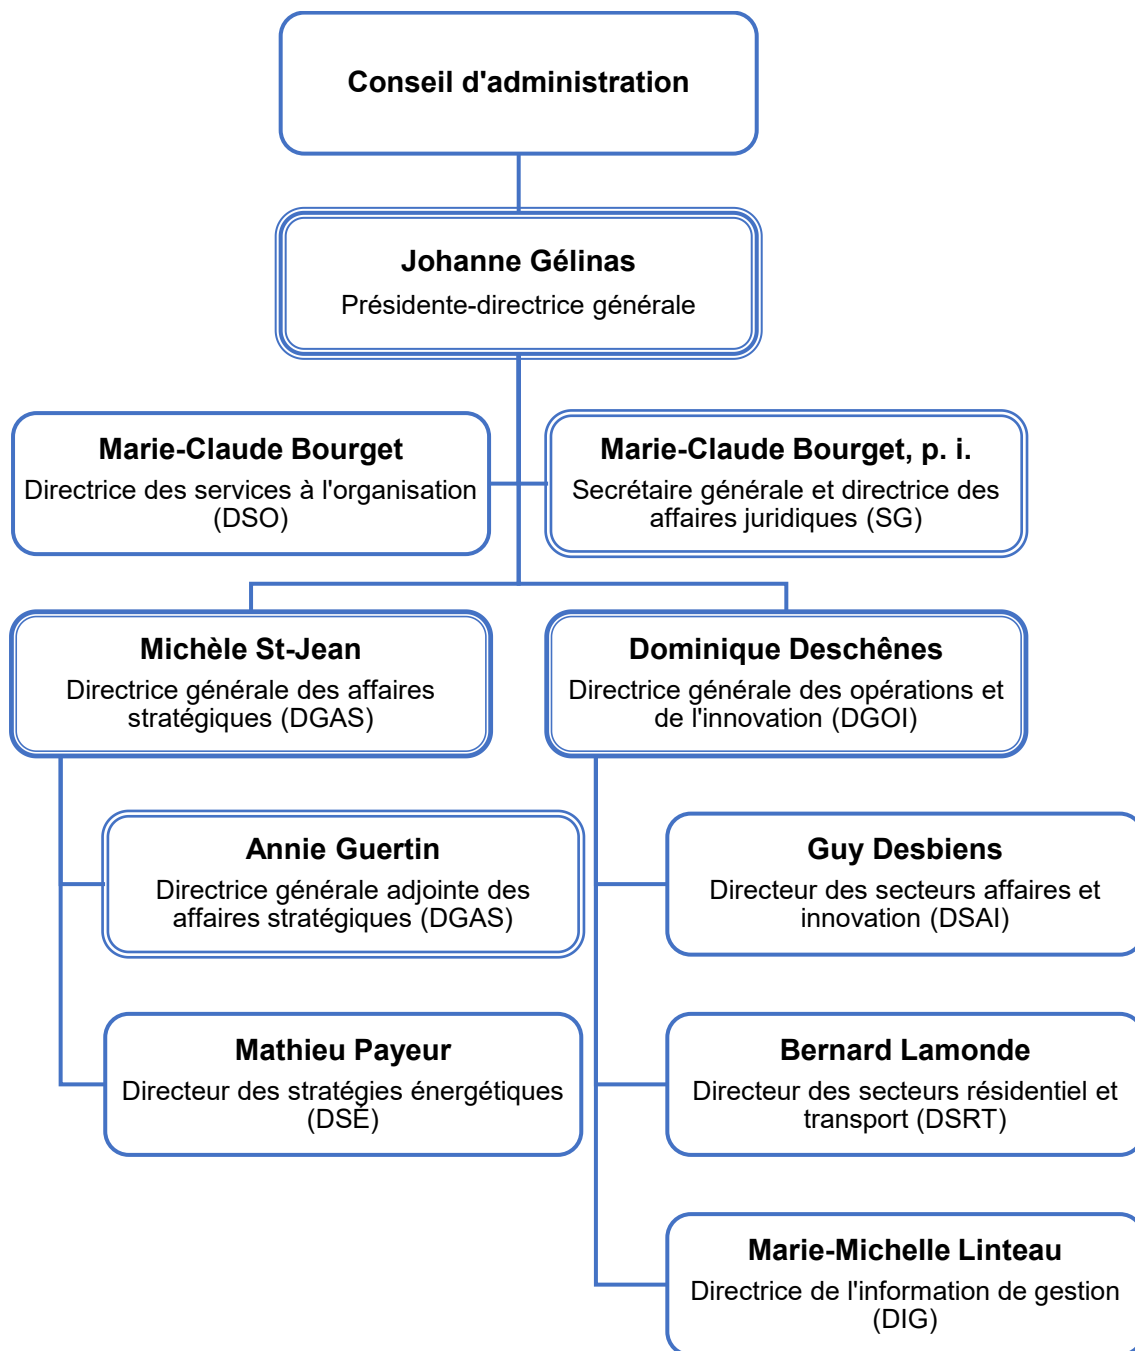 Conseil d'administration
Johanne Gélinas
Présidente-directrice générale
Marie-Claude Bourget
Directrice des services à l'organisation
(DSO)
Marie-Claude Bourget, p. i.
Secrétaire générale et directrice des
affaires juridiques (SG)
Michèle St-Jean
Directrice générale des affaires
stratégiques (DGAS)
Dominique Deschênes
Directrice générale des opérations et
de l'innovation (DGOI)
Annie Guertin
Directrice générale adjointe des
affaires stratégiques (DGAS)
Guy Desbiens
Directeur des secteurs affaires et
innovation (DSAI)
Mathieu Payeur
Directeur des stratégies énergétiques
(DSÉ)
Bernard Lamonde
Directeur des secteurs résidentiel et
transport (DSRT)
Marie-Michelle Linteau
Directrice de l'information de gestion
(DIG)